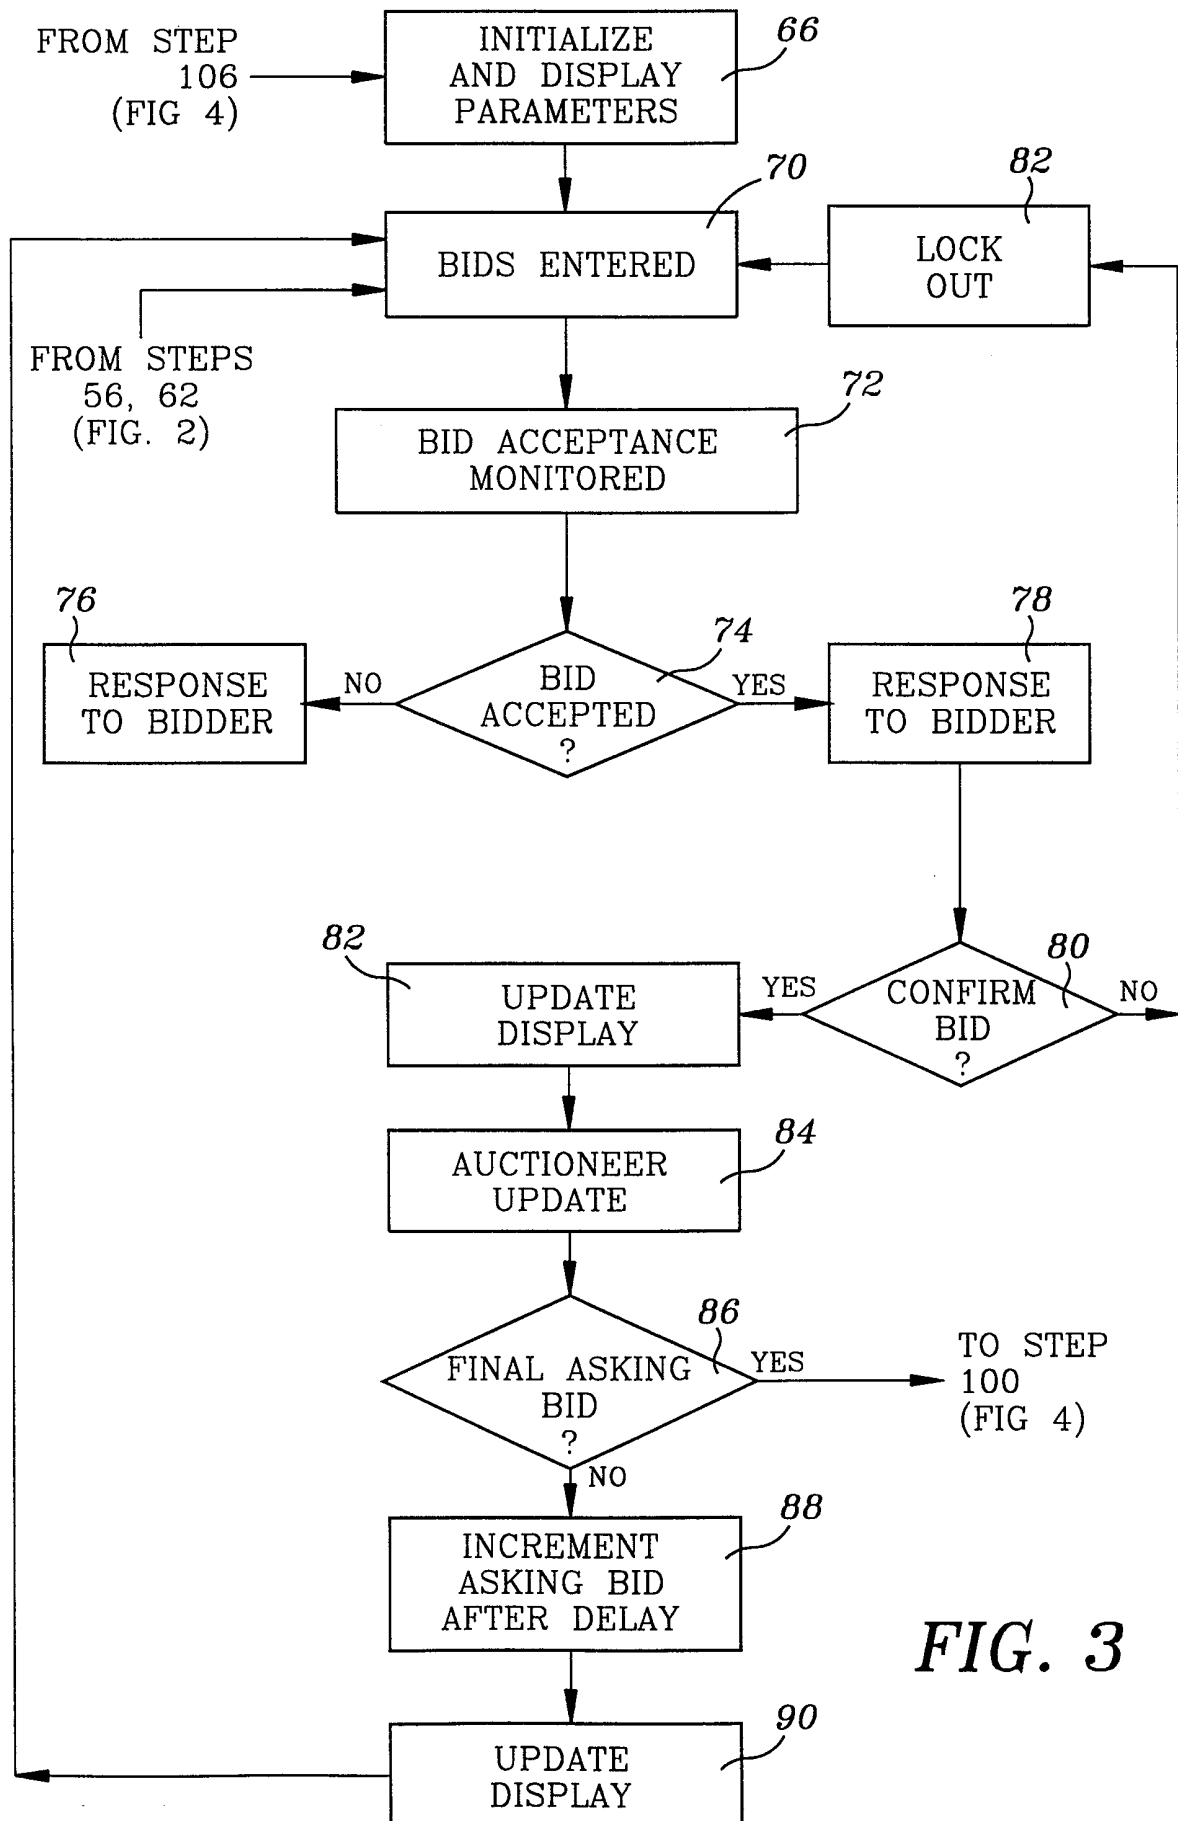 FROM STEP
106
(FIG 4)
INITIALIZE
AND DISPLAY
PARAMETERS
66
70
BIDS ENTERED
82
LOCK
OUT
FROM STEPS
56, 62
(FIG. 2)
72
BID ACCEPTANCE
MONITORED
76
RESPONSE
TO BIDDER
NO
74
BID
ACCEPTED
?
YES
78
RESPONSE
TO BIDDER
82
UPDATE
DISPLAY
YES
80
CONFIRM
BID
?
NO
84
AUCTIONEER
UPDATE
86
FINAL ASKING
BID
?
YES
TO STEP
100
(FIG 4)
NO
88
INCREMENT
ASKING BID
AFTER DELAY
FIG. 3
90
UPDATE
DISPLAY